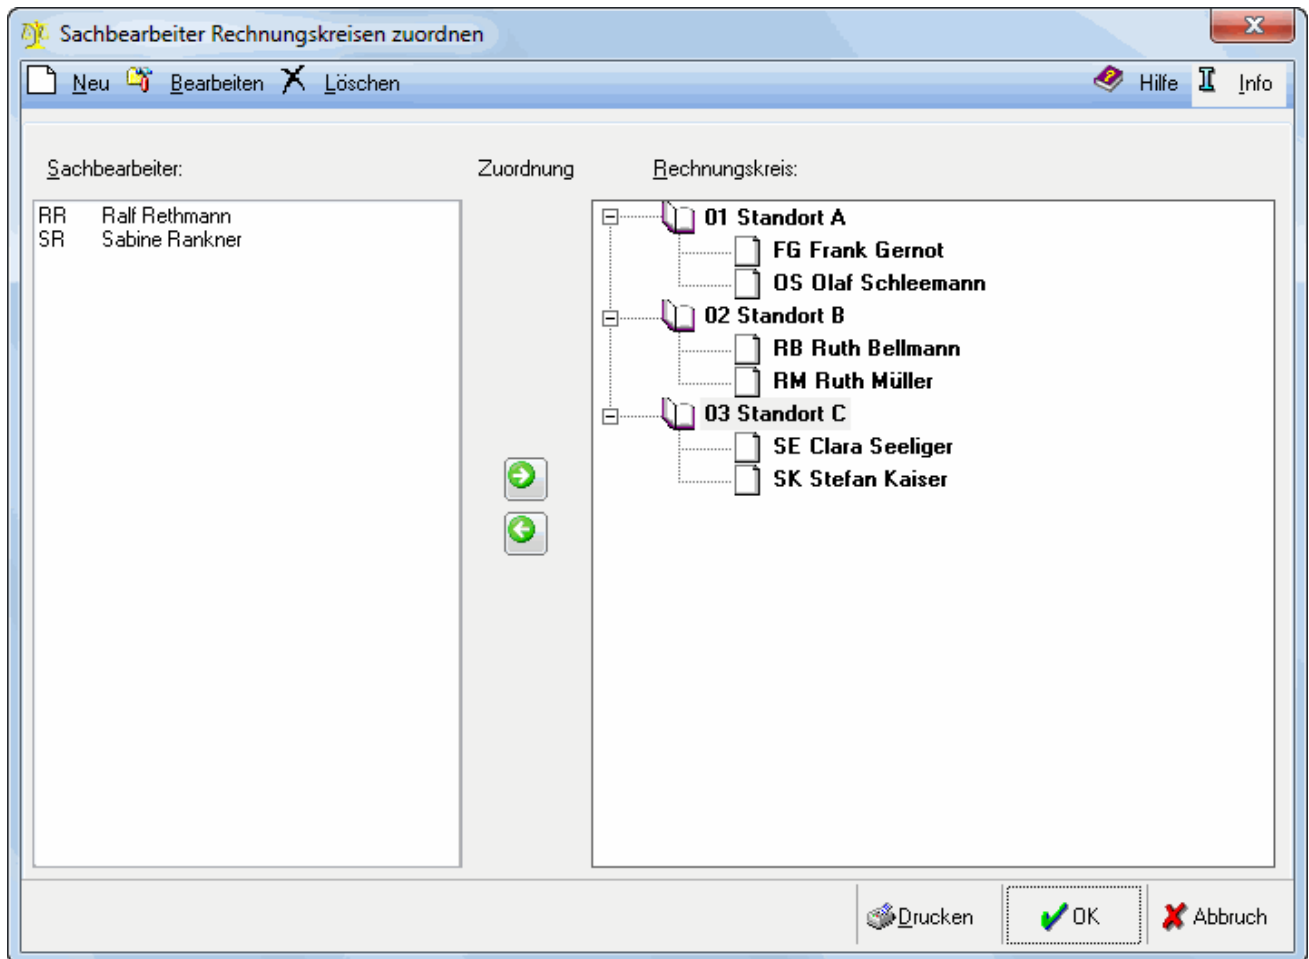 Sachbearbeiter Rechnungskreisen zuordnen
Neu Bearbeiten Löschen Hilfe Info
Sachbearbeiter: Zuordnung Rechnungskreis:
RR Ralf Rethmann
SR Sabine Rankner
01 Standort A
FG Frank Gernot
OS Olaf Schleemann
02 Standort B
RB Ruth Bellmann
RM Ruth Müller
03 Standort C
SE Clara Seeliger
SK Stefan Kaiser
Drucken OK Abbruch